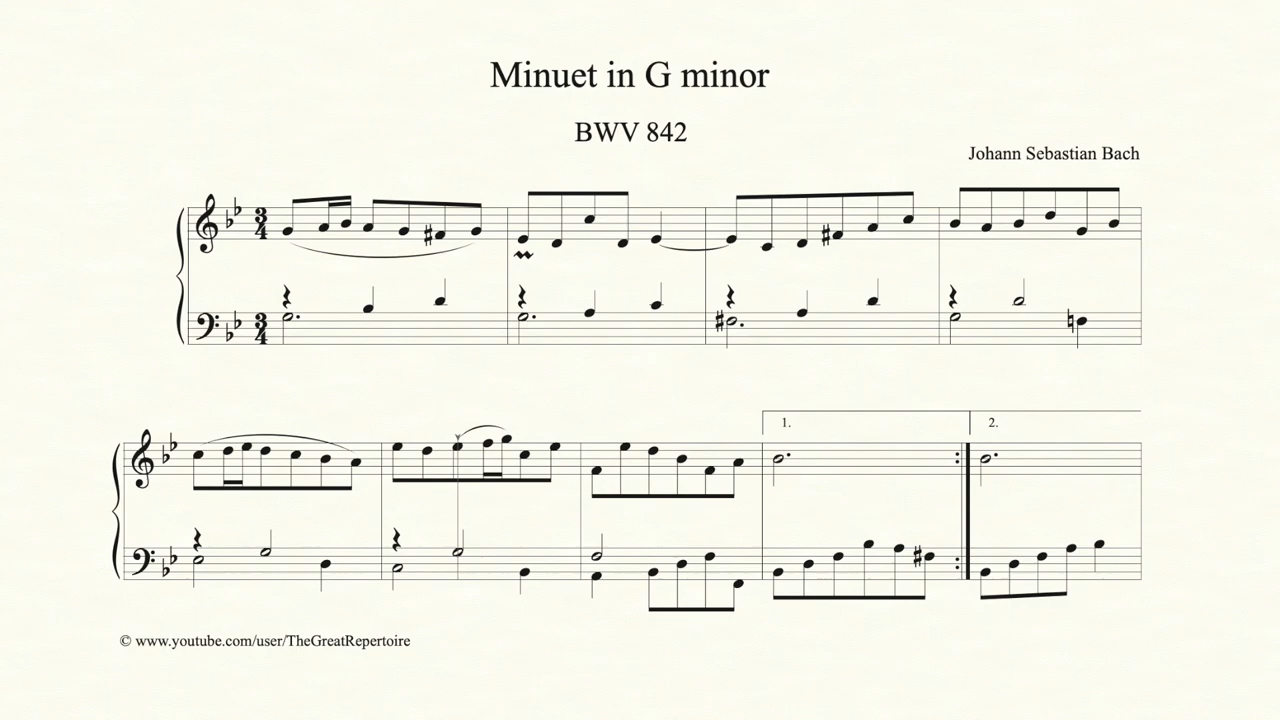 Minuet in G minor
BWV 842
Johann Sebastian Bach
3
4
3
4
1.
2.
© www.youtube.com/user/TheGreatRepertoire